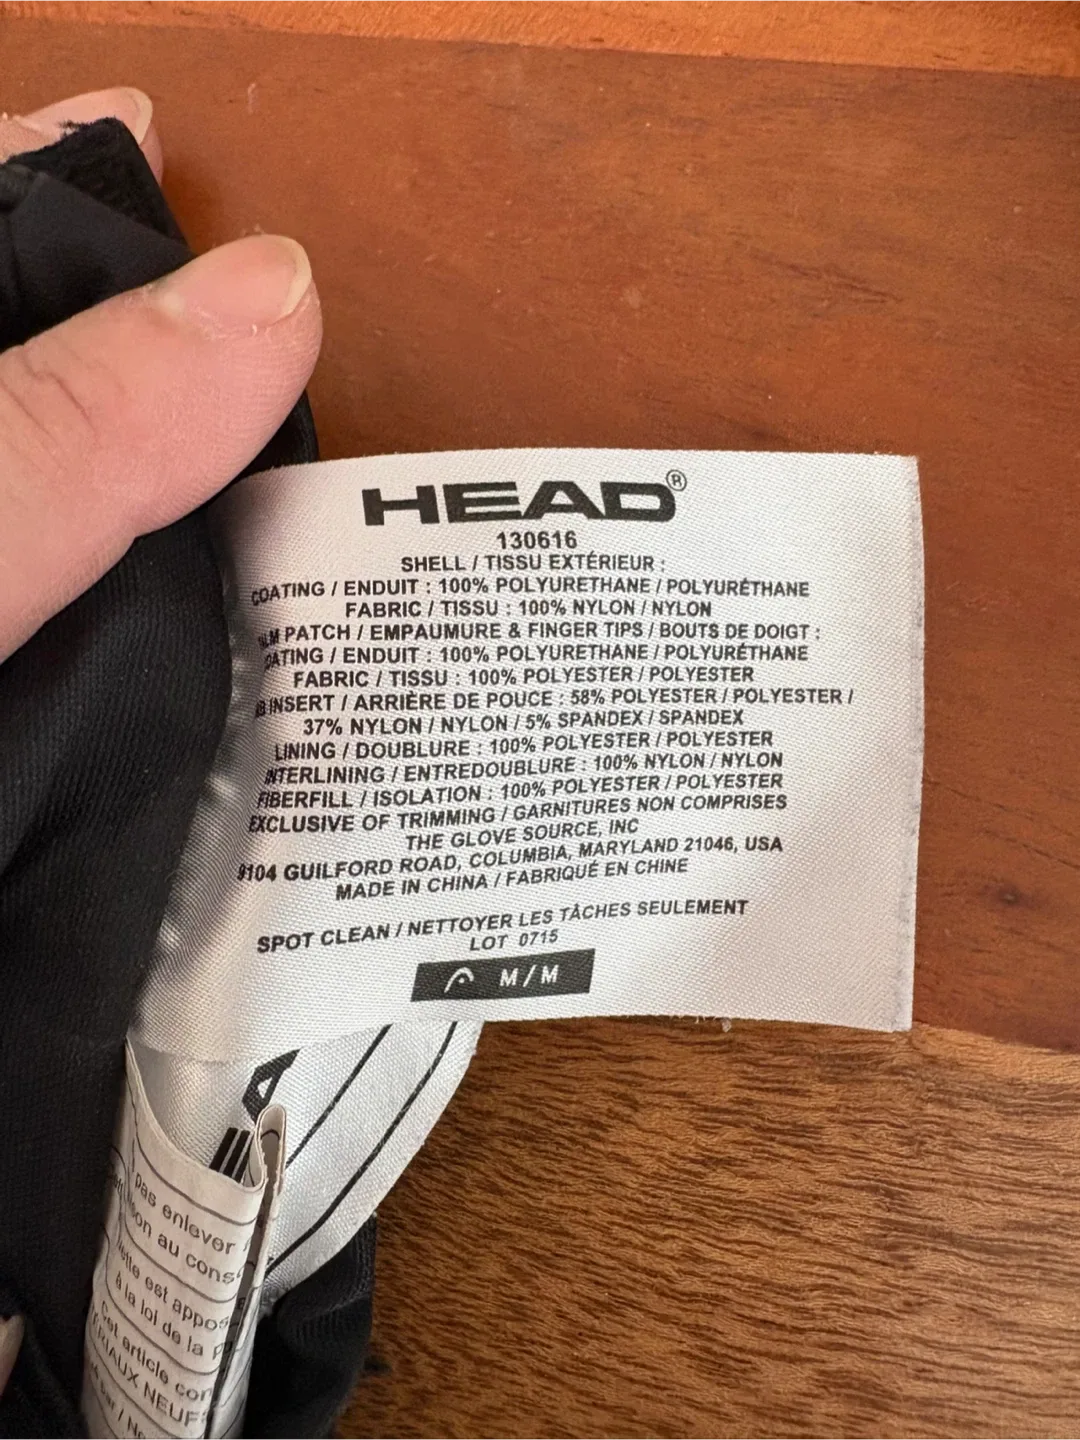 HEAD®
130616
SHELL / TISSU EXTÉRIEUR :
COATING / ENDUIT : 100% POLYURETHANE / POLYURÉTHANE
FABRIC / TISSU : 100% NYLON / NYLON
PATCH / EMPAUMURE & FINGER TIPS / BOUTS DE DOIGT :
OATING / ENDUIT : 100% POLYURETHANE / POLYURÉTHANE
FABRIC / TISSU : 100% POLYESTER / POLYESTER
INSERT / ARRIÈRE DE POUCE : 58% POLYESTER / POLYESTER /
37% NYLON / NYLON / 5% SPANDEX / SPANDEX
LINING / DOUBLURE : 100% POLYESTER / POLYESTER
INTERLINING / ENTREDOUBLURE : 100% NYLON / NYLON
FIBERFILL / ISOLATION : 100% POLYESTER / POLYESTER
EXCLUSIVE OF TRIMMING / GARNITURES NON COMPRISES
THE GLOVE SOURCE, INC
9104 GUILFORD ROAD, COLUMBIA, MARYLAND 21046, USA
MADE IN CHINA / FABRIQUÉ EN CHINE
SPOT CLEAN / NETTOYER LES TÂCHES SEULEMENT
LOT 0715
M / M
pas enlever
au cons
est appos
à la loi de la
Cet article con
NEUF